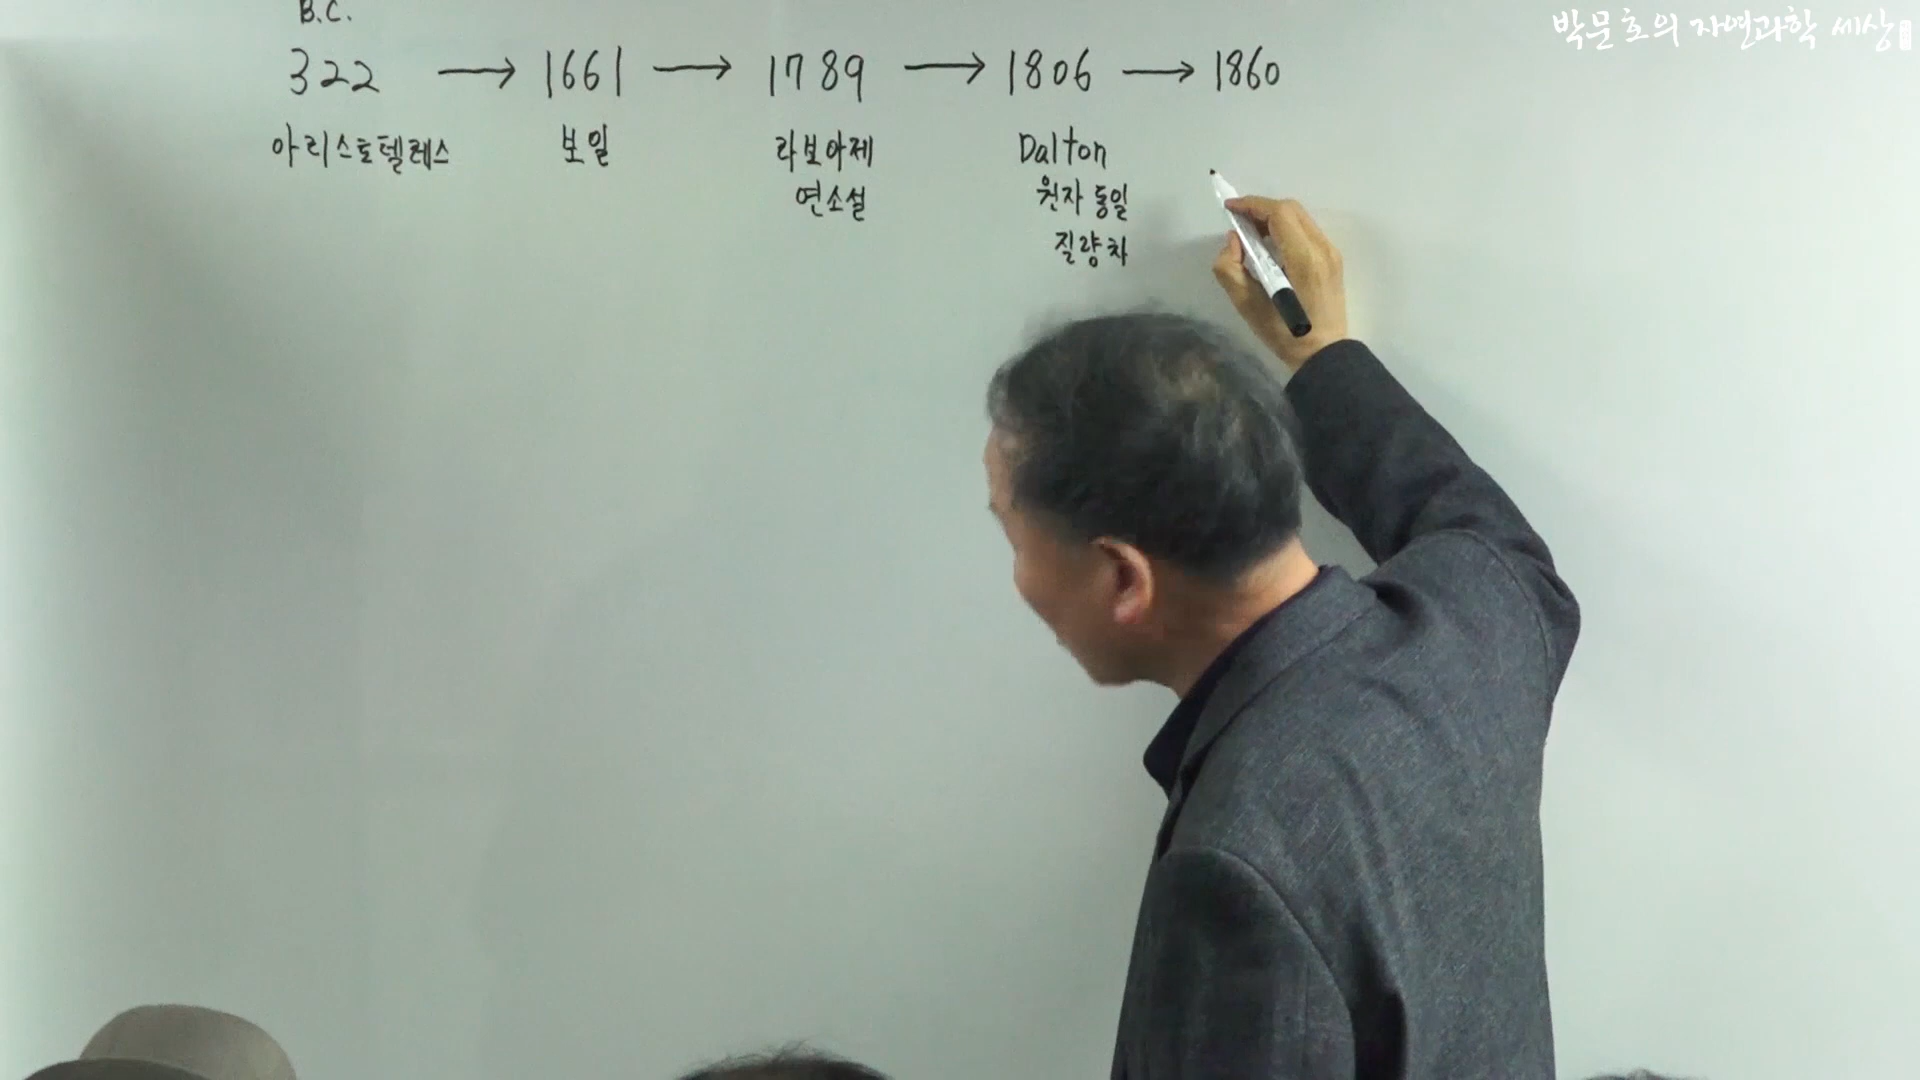 박문호의 자연과학 세상
B.C.
322 → 1661 → 1789 → 1806 → 1860
아리스토텔레스 보일 라보아제 Dalton
연소설 원자 동일
질량차